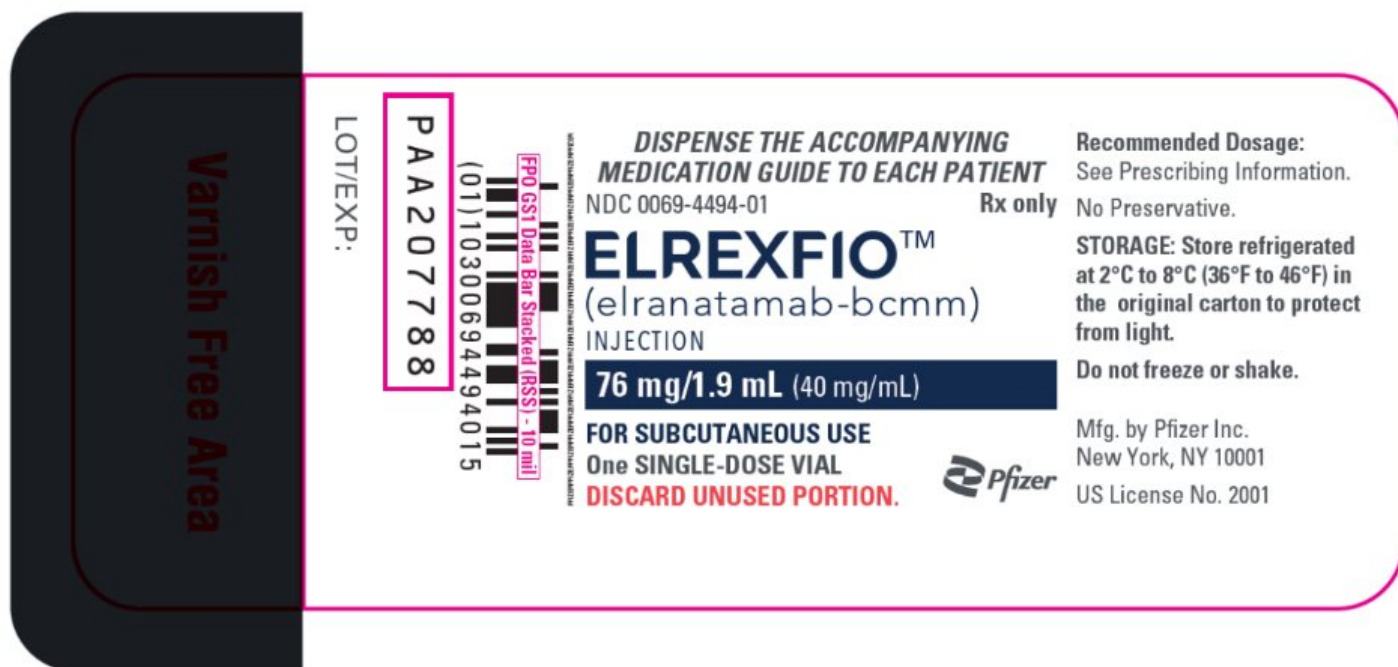 Varnish Free Area
LOT/EXP:
PAA207788
(01)10300694494015
FPO GS1 Data Bar Stacked (RSS) - 10 mil
DISPENSE THE ACCOMPANYING
MEDICATION GUIDE TO EACH PATIENT
NDC 0069-4494-01
Rx only
ELREXFIO™
(elranatamab-bcmm)
INJECTION
76 mg/1.9 mL (40 mg/mL)
FOR SUBCUTANEOUS USE
One SINGLE-DOSE VIAL
DISCARD UNUSED PORTION.
Pfizer
Recommended Dosage:
See Prescribing Information.
No Preservative.
STORAGE: Store refrigerated
at 2°C to 8°C (36°F to 46°F) in
the original carton to protect
from light.
Do not freeze or shake.
Mfg. by Pfizer Inc.
New York, NY 10001
US License No. 2001